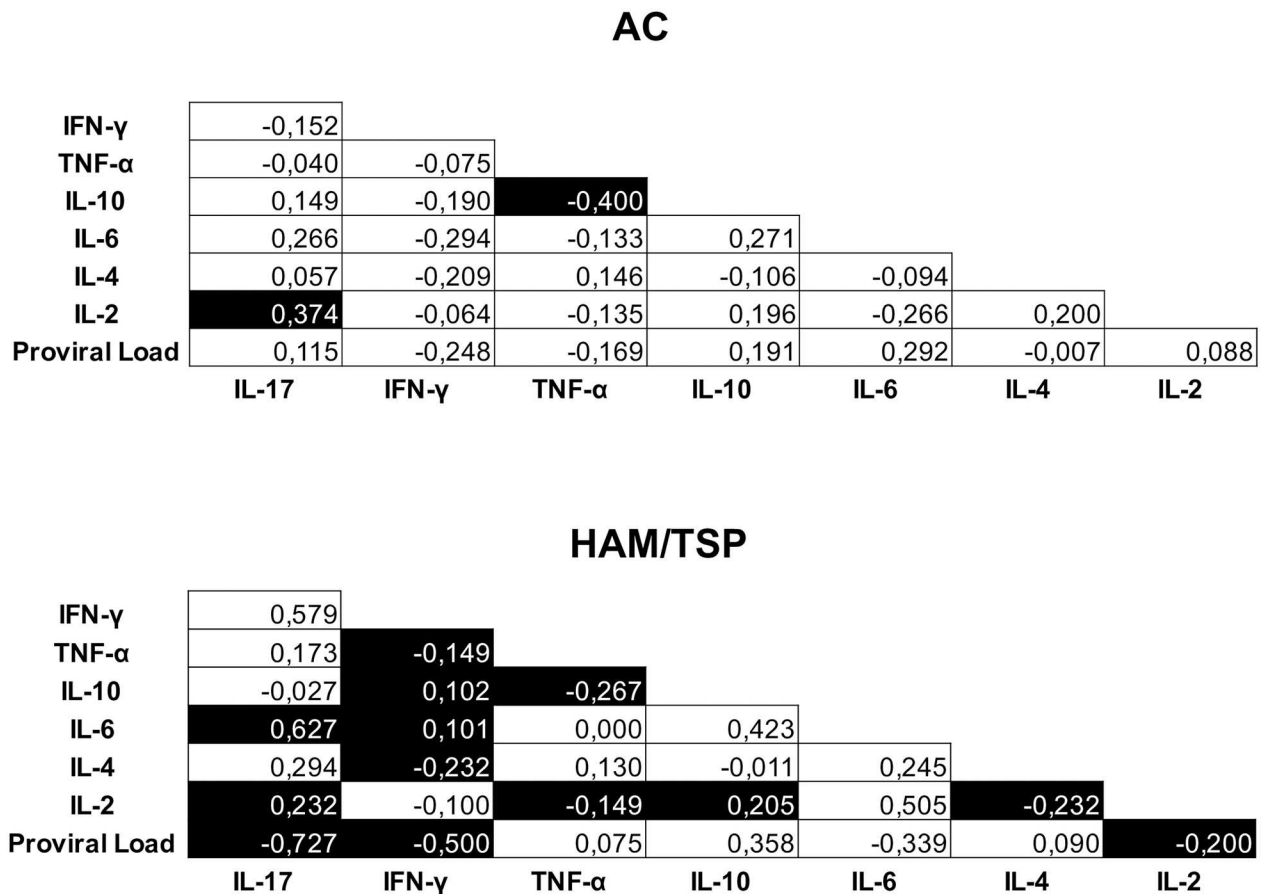 AC
IFN-γ -0,152
TNF-α -0,040 -0,075
IL-10 0,149 -0,190 -0,400
IL-6 0,266 -0,294 -0,133 0,271
IL-4 0,057 -0,209 0,146 -0,106 -0,094
IL-2 0,374 -0,064 -0,135 0,196 -0,266 0,200
Proviral Load 0,115 -0,248 -0,169 0,191 0,292 -0,007 0,088
IL-17 IFN-γ TNF-α IL-10 IL-6 IL-4 IL-2
HAM/TSP
IFN-γ 0,579
TNF-α 0,173 -0,149
IL-10 -0,027 0,102 -0,267
IL-6 0,627 0,101 0,000 0,423
IL-4 0,294 -0,232 0,130 -0,011 0,245
IL-2 0,232 -0,100 -0,149 0,205 0,505 -0,232
Proviral Load -0,727 -0,500 0,075 0,358 -0,339 0,090 -0,200
IL-17 IFN-γ TNF-α IL-10 IL-6 IL-4 IL-2